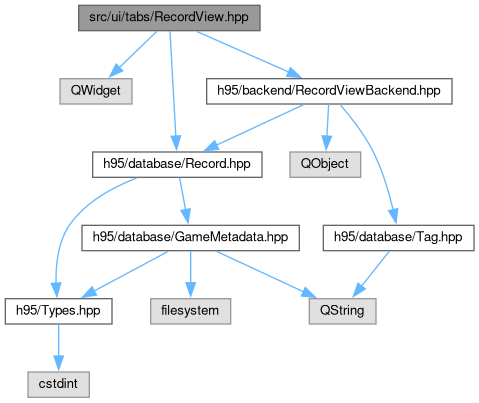 src/ui/tabs/RecordView.hpp
QWidget
h95/backend/RecordViewBackend.hpp
h95/database/Record.hpp
QObject
h95/database/GameMetadata.hpp
h95/database/Tag.hpp
h95/Types.hpp
filesystem
QString
cstdint